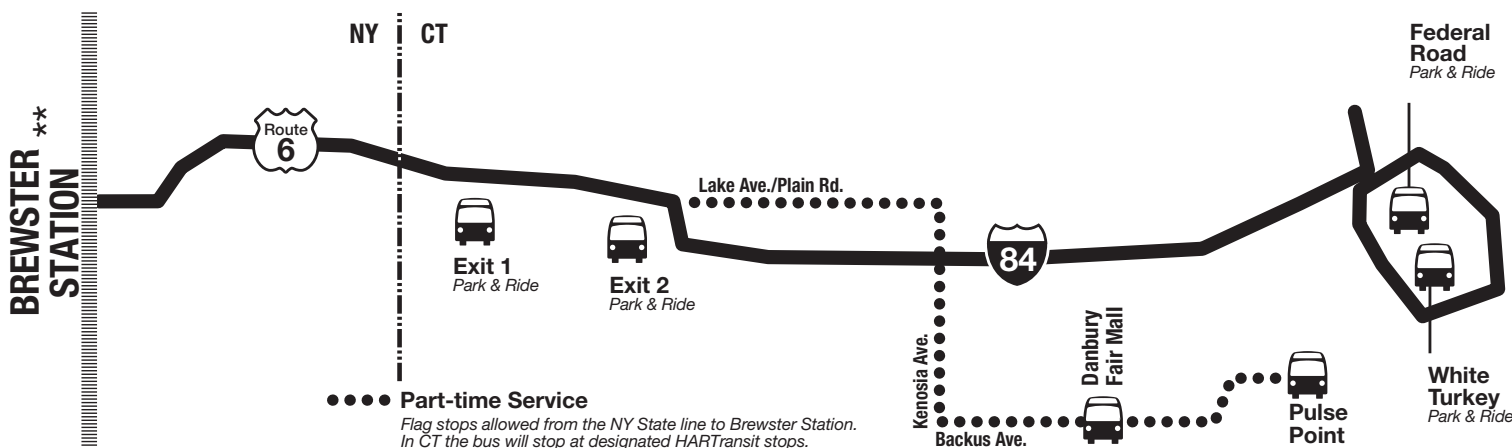 BREWSTER **
STATION
Route
6
NY
CT
Exit 1
Park & Ride
Exit 2
Park & Ride
Lake Ave./Plain Rd.
84
Kenosia Ave.
Backus Ave.
Danbury
Fair Mall
Pulse
Point
Federal
Road
Park & Ride
White
Turkey
Park & Ride
Part-time Service
Flag stops allowed from the NY State line to Brewster Station.
In CT the bus will stop at designated HARTransit stops.